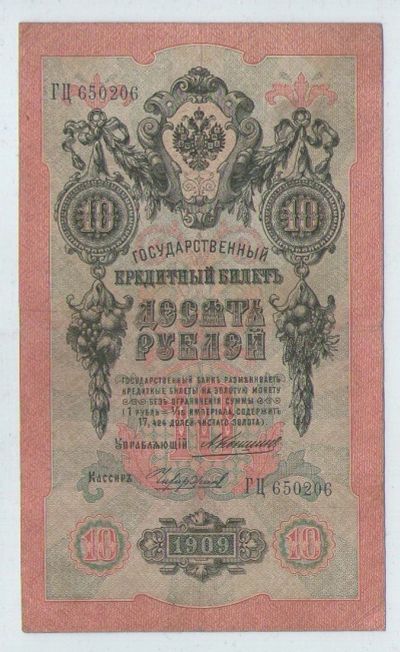 ГЦ 650206
10 10
ГОСУДАРСТВЕННЫЙ
КРЕДИТНЫЙ БИЛЕТЪ
ДЕСЯТЬ
РУБЛЕЙ
ГОСУДАРСТВЕННЫЙ БАНКЪ РАЗМѢНИВАЕТЪ
КРЕДИТНЫЕ БИЛЕТЫ НА ЗОЛОТУЮ МОНЕТУ
БЕЗЪ ОГРАНИЧЕНІЯ СУММЫ
(1 РУБЛЬ = 1/15 ИМПЕРІАЛА, СОДЕРЖИТЪ
17,424 ДОЛЕЙ ЧИСТАГО ЗОЛОТА)
УПРАВЛЯЮЩІЙ
КАССИРЪ
ГЦ 650206
10 1909 10